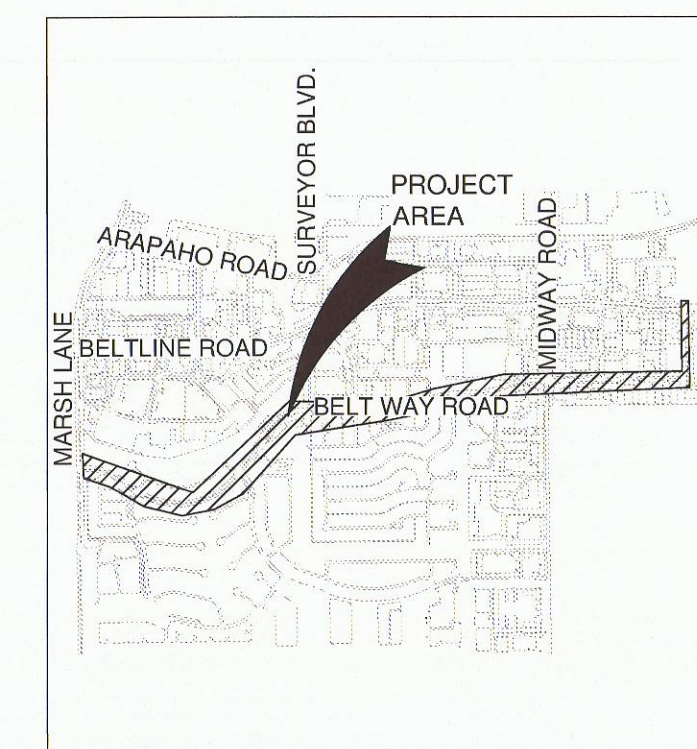 SURVEYOR BLVD.
PROJECT
AREA
ARAPAHO ROAD
MIDWAY ROAD
MARSH LANE
BELTLINE ROAD
BELT WAY ROAD